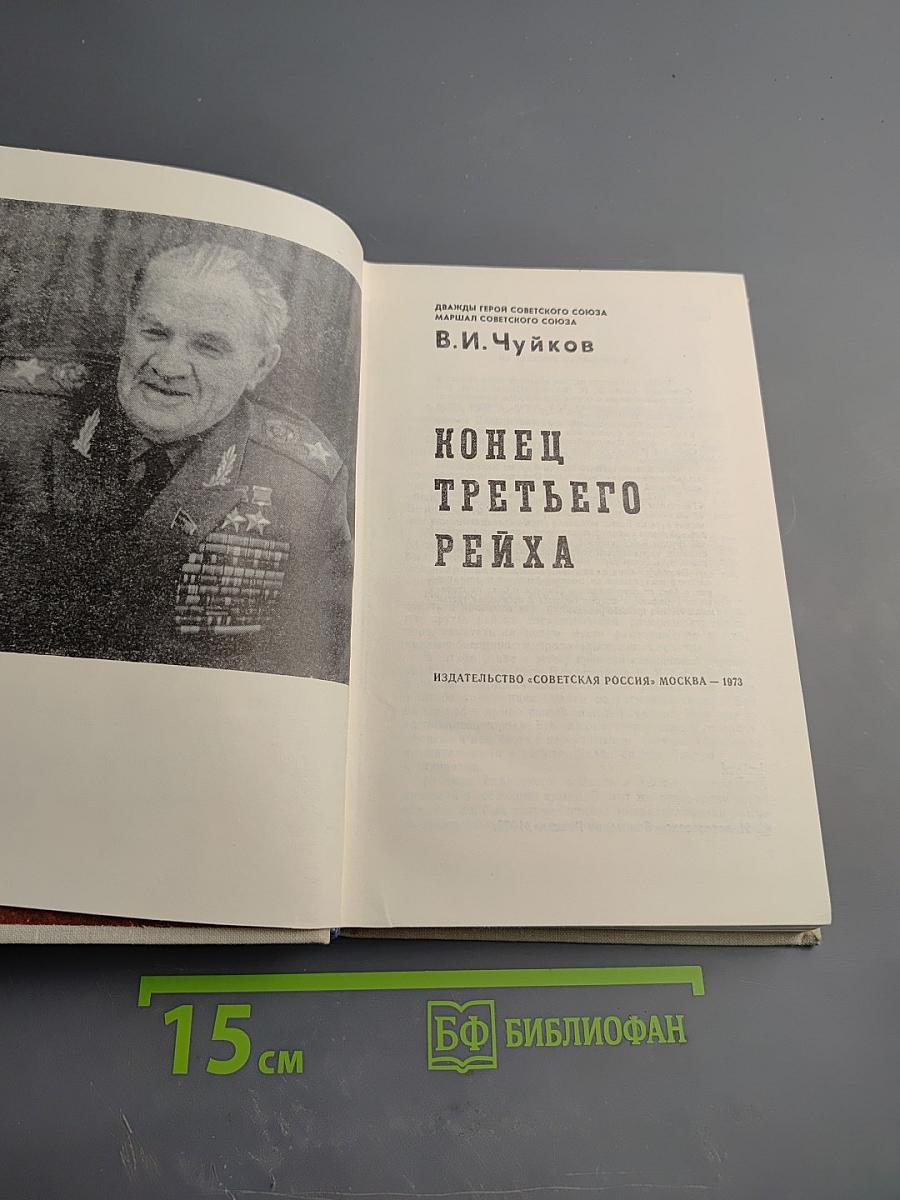 ДВАЖДЫ ГЕРОЙ СОВЕТСКОГО СОЮЗА
МАРШАЛ СОВЕТСКОГО СОЮЗА
В.И.Чуйков
КОНЕЦ
ТРЕТЬЕГО
РЕЙХА
ИЗДАТЕЛЬСТВО «СОВЕТСКАЯ РОССИЯ» МОСКВА — 1973
15 см
БФ БИБЛИОФАН